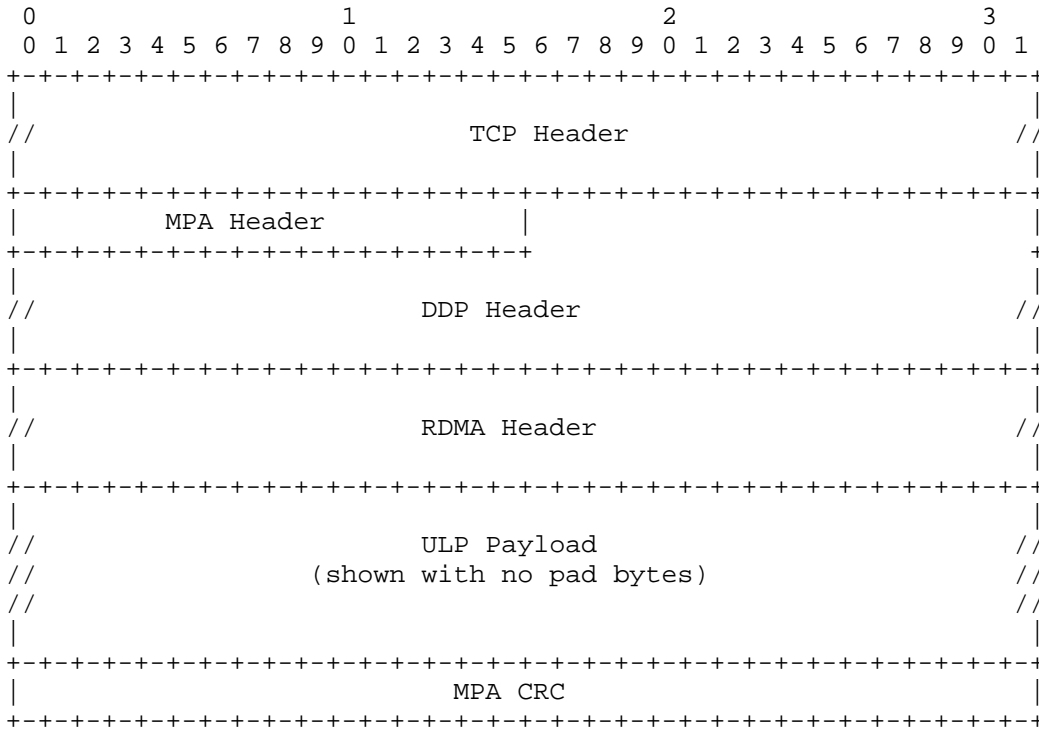 0                   1                   2                   3
0 1 2 3 4 5 6 7 8 9 0 1 2 3 4 5 6 7 8 9 0 1 2 3 4 5 6 7 8 9 0 1
+-+-+-+-+-+-+-+-+-+-+-+-+-+-+-+-+-+-+-+-+-+-+-+-+-+-+-+-+-+-+-+-+
|                                                               |
// TCP Header //
|                                                               |
+-+-+-+-+-+-+-+-+-+-+-+-+-+-+-+-+-+-+-+-+-+-+-+-+-+-+-+-+-+-+-+-+
| MPA Header | |
+-+-+-+-+-+-+-+-+-+-+-+-+-+-+-+-+ +
|                                                               |
// DDP Header //
|                                                               |
+-+-+-+-+-+-+-+-+-+-+-+-+-+-+-+-+-+-+-+-+-+-+-+-+-+-+-+-+-+-+-+-+
|                                                               |
// RDMA Header //
|                                                               |
+-+-+-+-+-+-+-+-+-+-+-+-+-+-+-+-+-+-+-+-+-+-+-+-+-+-+-+-+-+-+-+-+
|                                                               |
// ULP Payload //
// (shown with no pad bytes) //
// //
|                                                               |
+-+-+-+-+-+-+-+-+-+-+-+-+-+-+-+-+-+-+-+-+-+-+-+-+-+-+-+-+-+-+-+-+
| MPA CRC |
+-+-+-+-+-+-+-+-+-+-+-+-+-+-+-+-+-+-+-+-+-+-+-+-+-+-+-+-+-+-+-+-+